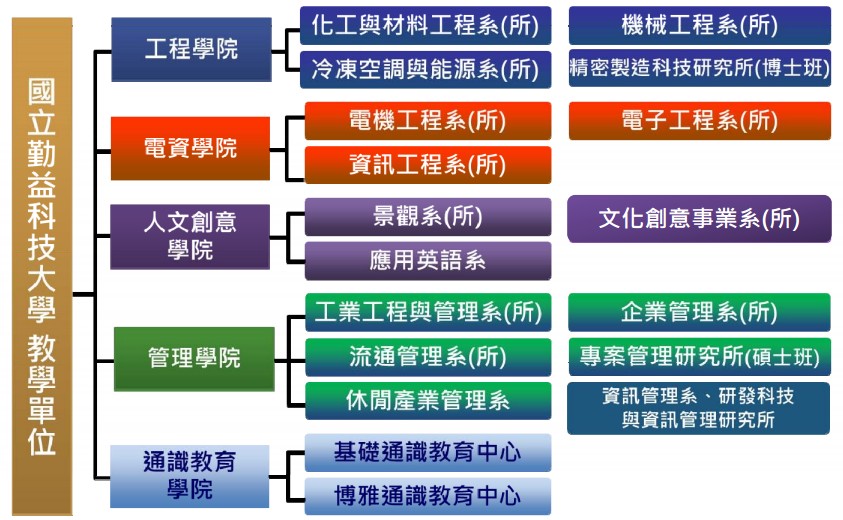 國立勤益科技大學 教學單位
工程學院
化工與材料工程系(所)
機械工程系(所)
冷凍空調與能源系(所)
精密製造科技研究所(博士班)
電資學院
電機工程系(所)
電子工程系(所)
資訊工程系(所)
人文創意
學院
景觀系(所)
文化創意事業系(所)
應用英語系
管理學院
工業工程與管理系(所)
企業管理系(所)
流通管理系(所)
專案管理研究所(碩士班)
休閒產業管理系
資訊管理系、研發科技
與資訊管理研究所
通識教育
學院
基礎通識教育中心
博雅通識教育中心